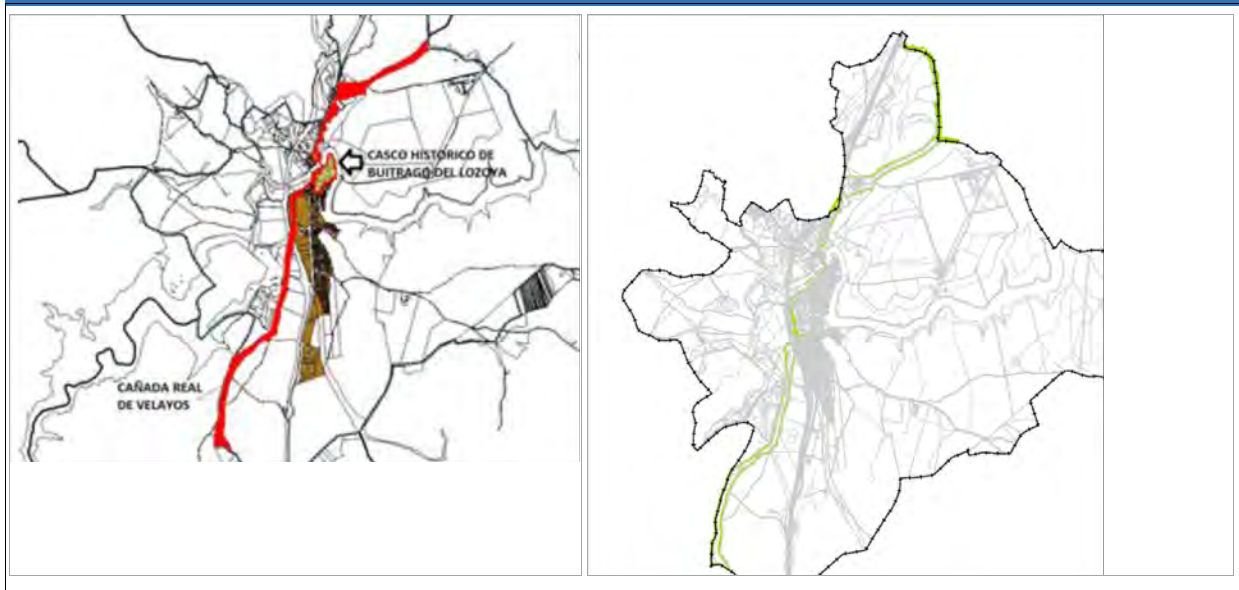 CASCO HISTÓRICO DE
BUITRAGO DEL LOZOYA
CAÑADA REAL
DE VELAYOS